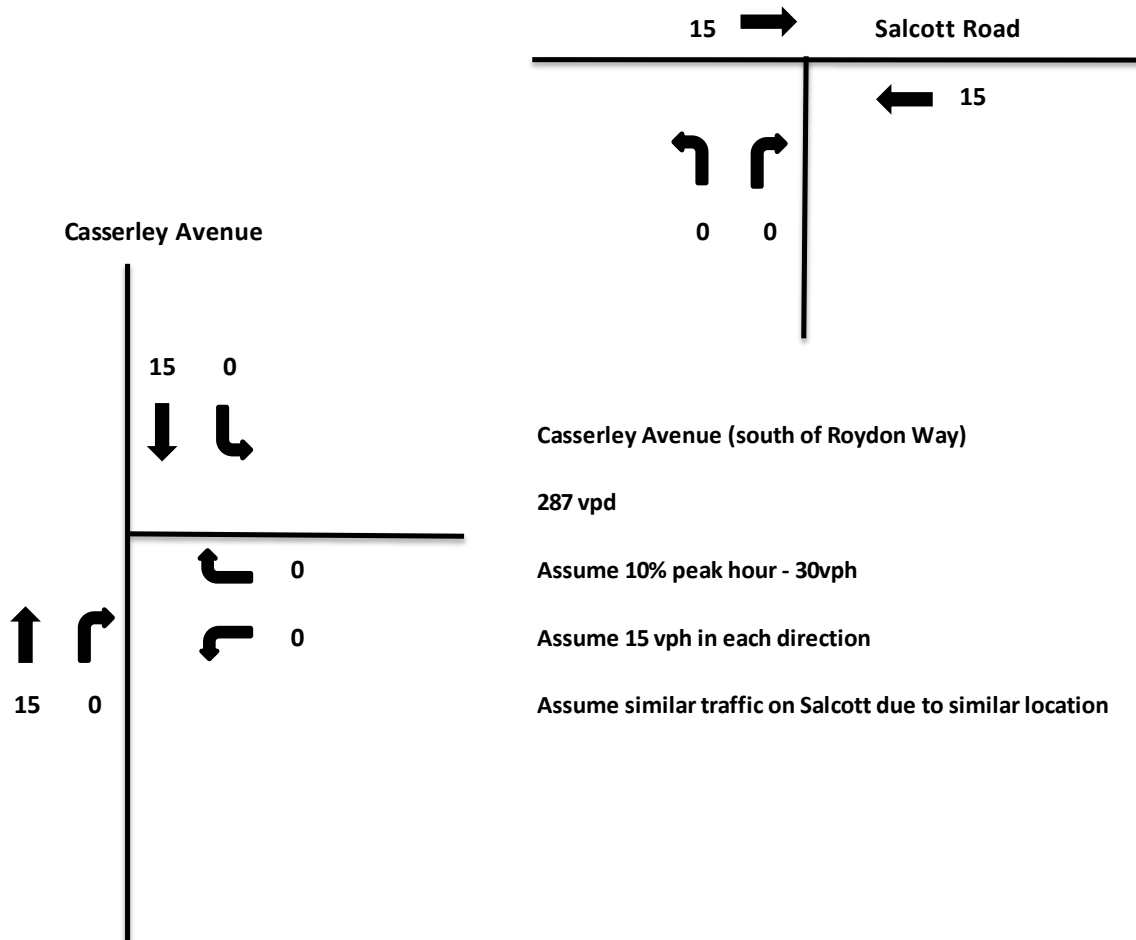 15 Salcott Road
15
0 0
Casserley Avenue
15 0
Casserley Avenue (south of Roydon Way)
287 vpd
0 Assume 10% peak hour - 30vph
0 Assume 15 vph in each direction
15 0 Assume similar traffic on Salcott due to similar location